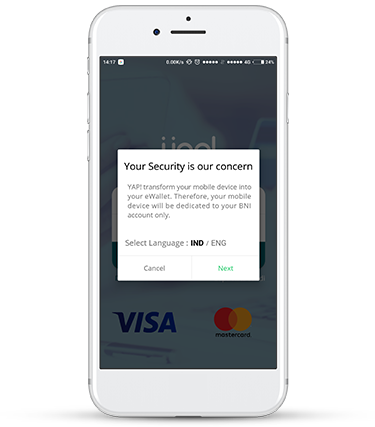 14:17
0.00K/s
4G
24%
Your Security is our concern
YAP! transform your mobile device into
your eWallet. Therefore, your mobile
device will be dedicated to your BNI
account only.
Select Language : IND / ENG
Cancel Next
VISA
mastercard